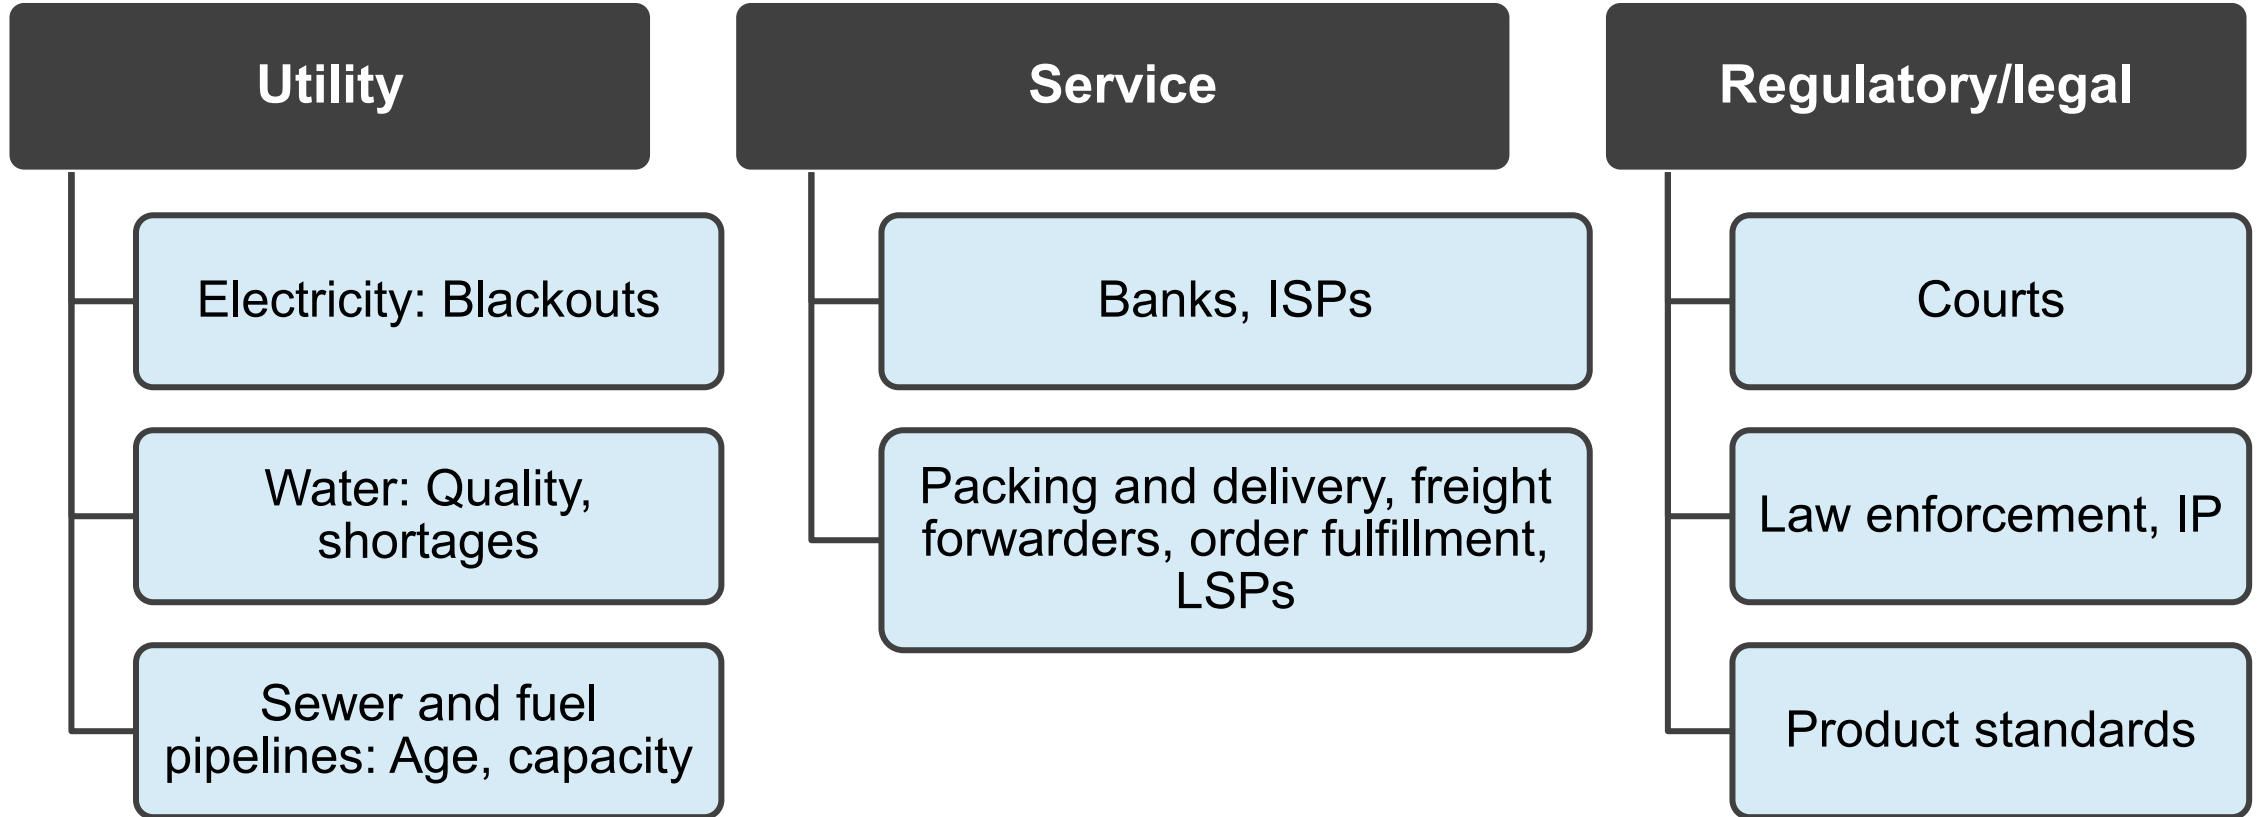 Utility
Electricity: Blackouts
Water: Quality,
shortages
Sewer and fuel
pipelines: Age, capacity
Service
Banks, ISPs
Packing and delivery, freight
forwarders, order fulfillment,
LSPs
Regulatory/legal
Courts
Law enforcement, IP
Product standards